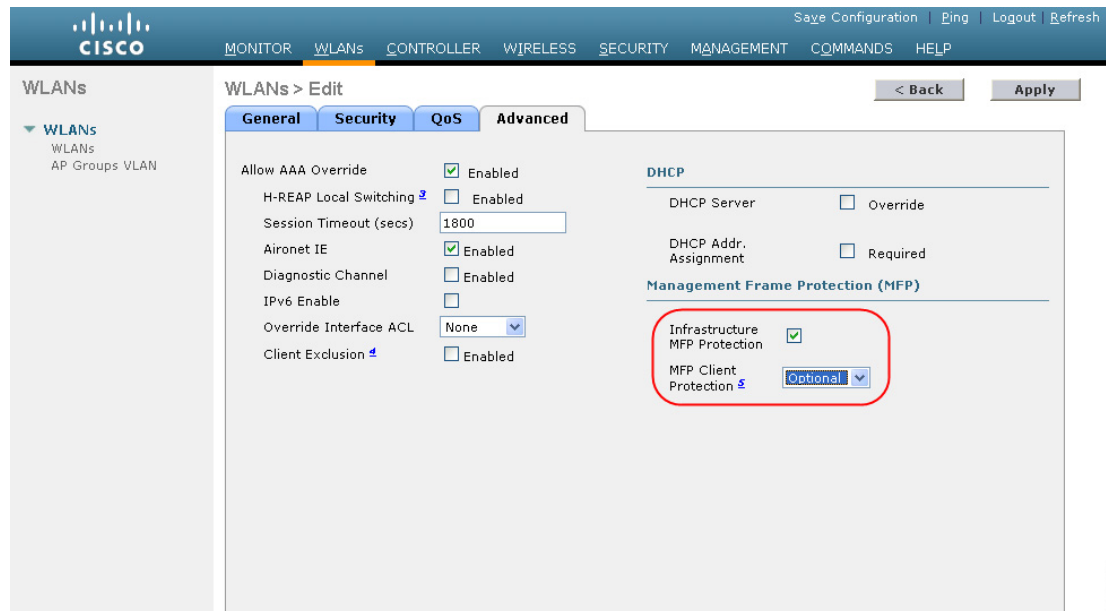 Save Configuration | Ping | Logout | Refresh
CISCO
MONITOR WLANs CONTROLLER WIRELESS SECURITY MANAGEMENT COMMANDS HELP
WLANs
WLANs
WLANs
AP Groups VLAN
WLANs > Edit
< Back
Apply
General Security QoS Advanced
Allow AAA Override Enabled
H-REAP Local Switching 3 Enabled
Session Timeout (secs) 1800
Aironet IE Enabled
Diagnostic Channel Enabled
IPv6 Enable
Override Interface ACL None
Client Exclusion 4 Enabled
DHCP
DHCP Server Override
DHCP Addr.
Assignment Required
Management Frame Protection (MFP)
Infrastructure
MFP Protection
MFP Client
Protection 5 Optional